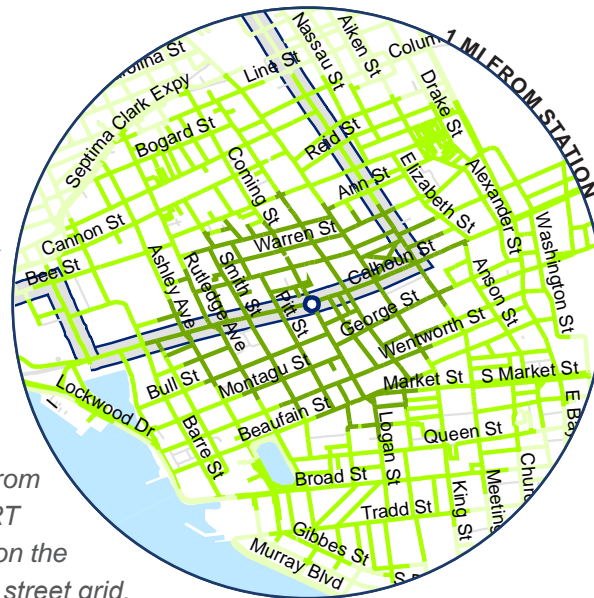 1 MI FROM STATION
Nassau St
Aiken St
Line St
Septima Clark Expy
Drake St
Bogard St
Reid St
Coming St
Ann St
Elizabeth St
Alexander St
Washington St
Cannon St
Warren St
Bee St
Ashley Ave
Rutledge Ave
Smith St
Calhoun St
Pitt St
Anson St
George St
Wentworth St
Bull St
Montagu St
Market St
S Market St
Lockwood Dr
Beaufain St
E Bay
Barre St
Logan St
Queen St
Broad St
King St
Meeting
Tradd St
Gibbes St
Murray Blvd
on the
street grid.